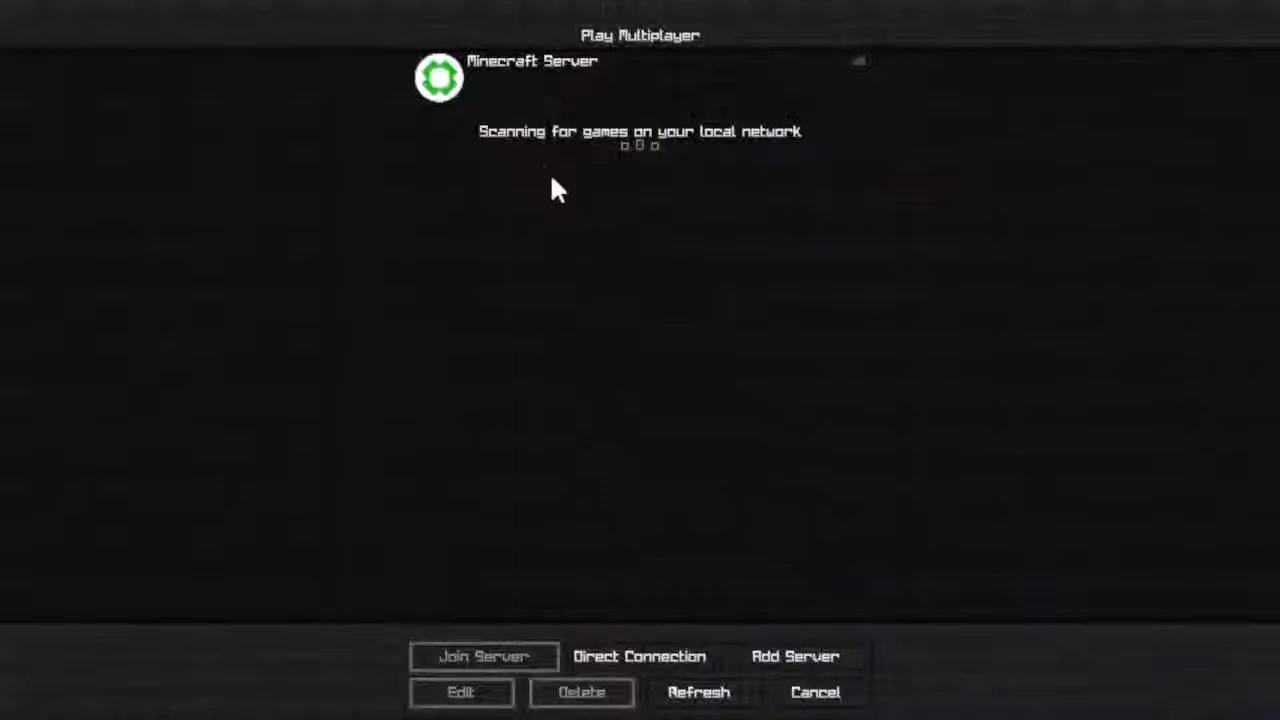 Play Multiplayer
Minecraft Server
Scanning for games on your local network
Join Server
Direct Connection
Add Server
Edit
Delete
Refresh
Cancel